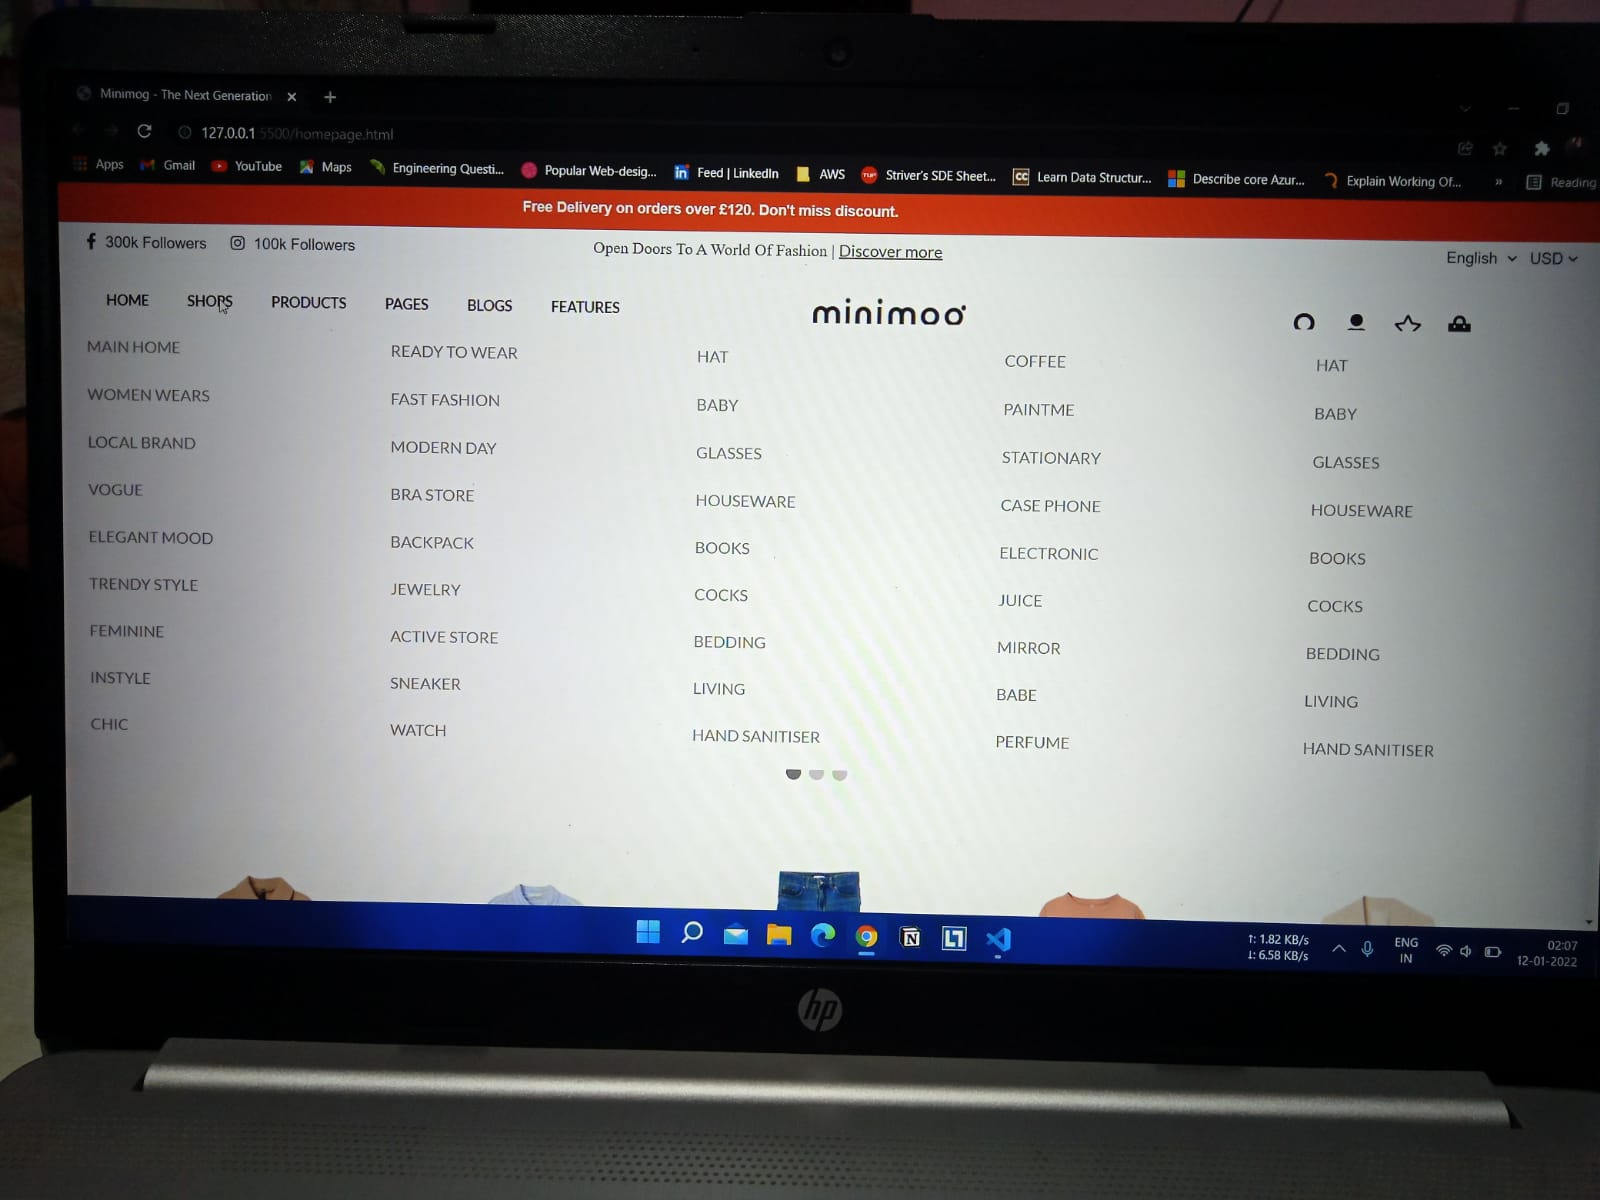 Minimog - The Next Generation
127.0.0.1:5500/homepage.html
Apps Gmail YouTube Maps Engineering Questi... Popular Web-desig... Feed | LinkedIn AWS Striver's SDE Sheet... CC Learn Data Structur... Describe core Azur... Explain Working Of... » Reading
Free Delivery on orders over £120. Don't miss discount.
300k Followers 100k Followers Open Doors To A World Of Fashion | Discover more English USD
HOME SHOPS PRODUCTS PAGES BLOGS FEATURES
MAIN HOME READY TO WEAR HAT COFFEE HAT
WOMEN WEARS FAST FASHION BABY PAINTME BABY
LOCAL BRAND MODERN DAY GLASSES STATIONARY GLASSES
VOGUE BRA STORE HOUSEWARE CASE PHONE HOUSEWARE
ELEGANT MOOD BACKPACK BOOKS ELECTRONIC BOOKS
TRENDY STYLE JEWELRY COCKS JUICE COCKS
FEMININE ACTIVE STORE BEDDING MIRROR BEDDING
INSTYLE SNEAKER LIVING BABE LIVING
CHIC WATCH HAND SANITISER PERFUME HAND SANITISER
↑: 1.82 KB/s ENG 02:07
↓: 6.58 KB/s IN 12-01-2022
hp